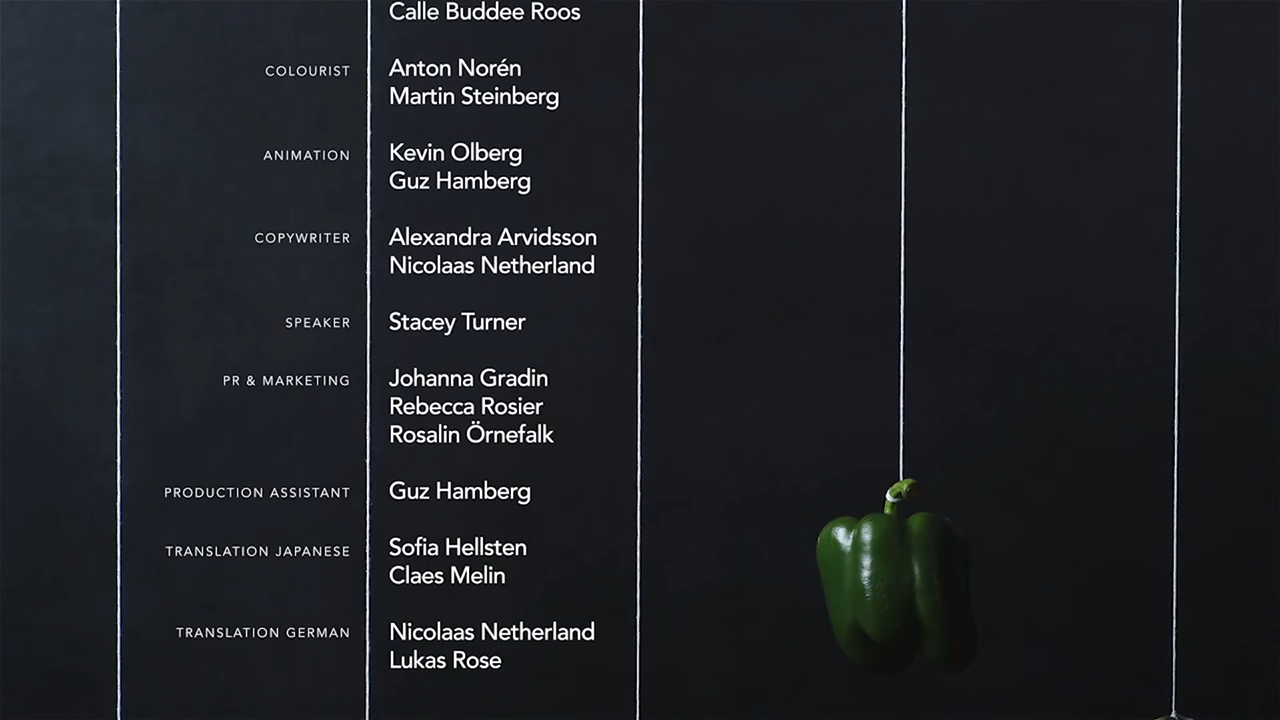 Calle Buddee Roos
COLOURIST Anton Norén
Martin Steinberg
ANIMATION Kevin Olberg
Guz Hamberg
COPYWRITER Alexandra Arvidsson
Nicolaas Netherland
SPEAKER Stacey Turner
PR & MARKETING Johanna Gradin
Rebecca Rosier
Rosalin Örnefalk
PRODUCTION ASSISTANT Guz Hamberg
TRANSLATION JAPANESE Sofia Hellsten
Claes Melin
TRANSLATION GERMAN Nicolaas Netherland
Lukas Rose